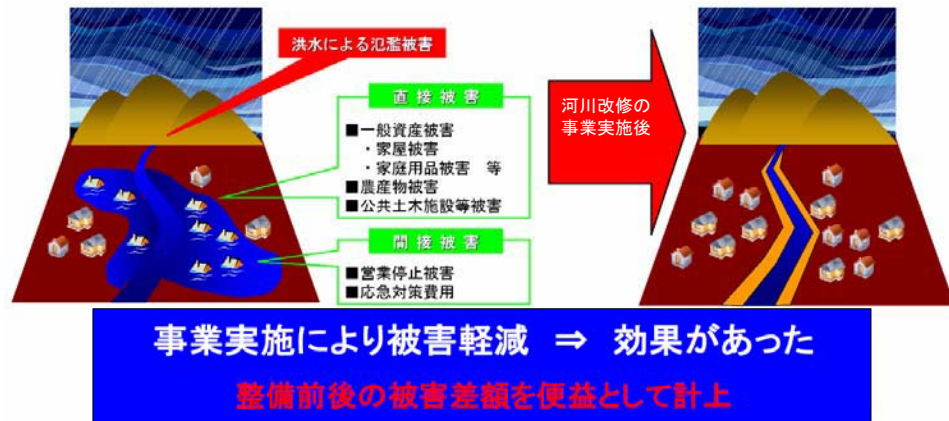 洪水による氾濫被害
直接被害
■一般資産被害
・家屋被害
・家庭用品被害 等
■農産物被害
■公共土木施設等被害
間接被害
■営業停止被害
■応急対策費用
河川改修の
事業実施後
事業実施により被害軽減 ⇒ 効果があった
整備前後の被害差額を便益として計上